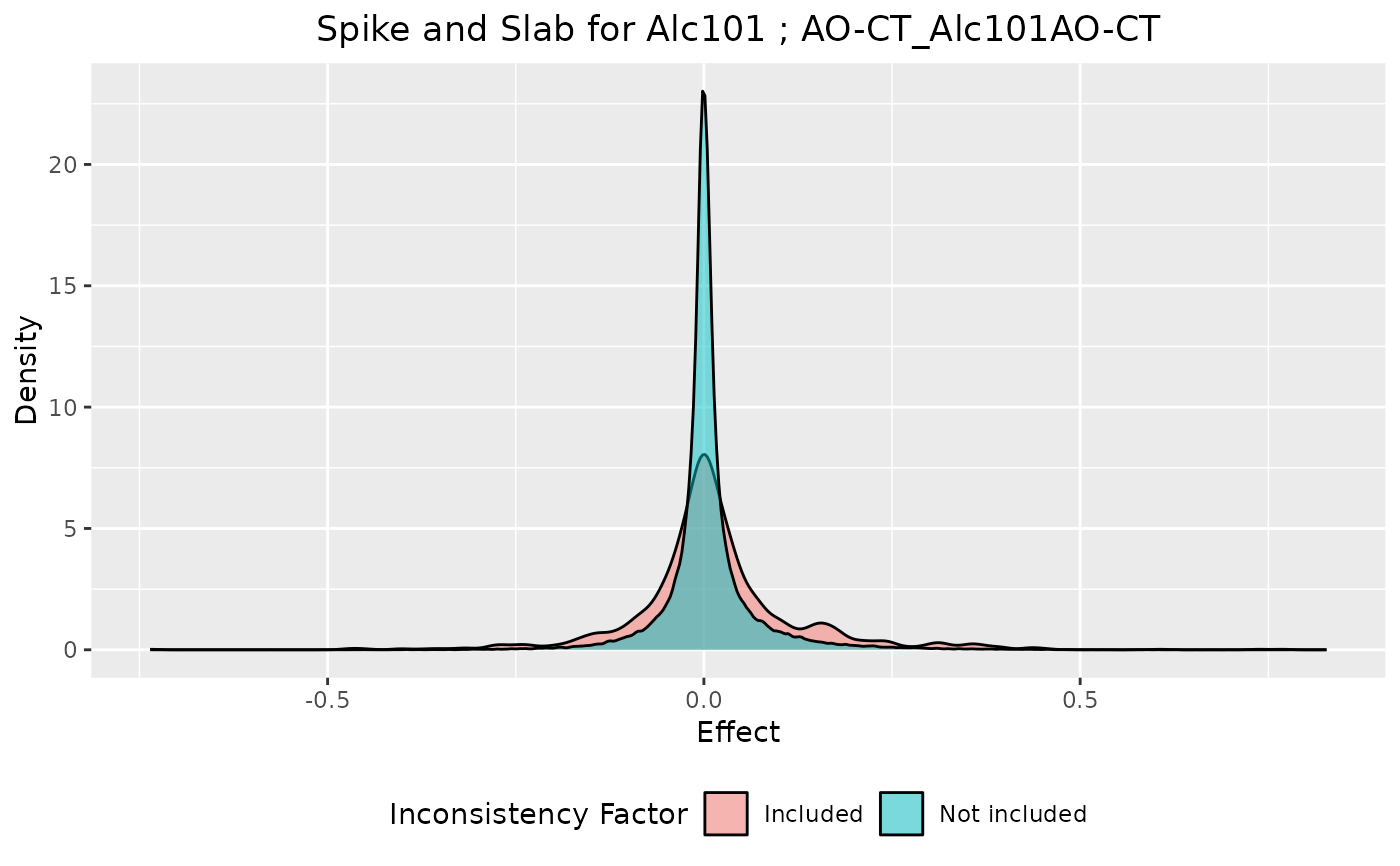 Spike and Slab for Alc101 ; AO-CT_Alc101AO-CT
Density
20
15
10
5
0
-0.5
0.0
0.5
Effect
Inconsistency Factor
Included
Not included